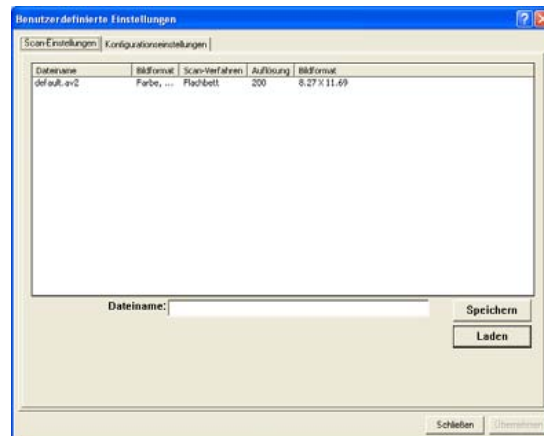 Benutzerdefinierte Einstellungen
Scan-Einstellungen Konfigurationseinstellungen
Dateiname Bildformat Scan-Verfahren Auflösung Bildformat
default.av2 Farbe, ... Flachbett 200 8.27 X 11.69
Dateiname:
Speichern
Laden
Schließen Übernehmen